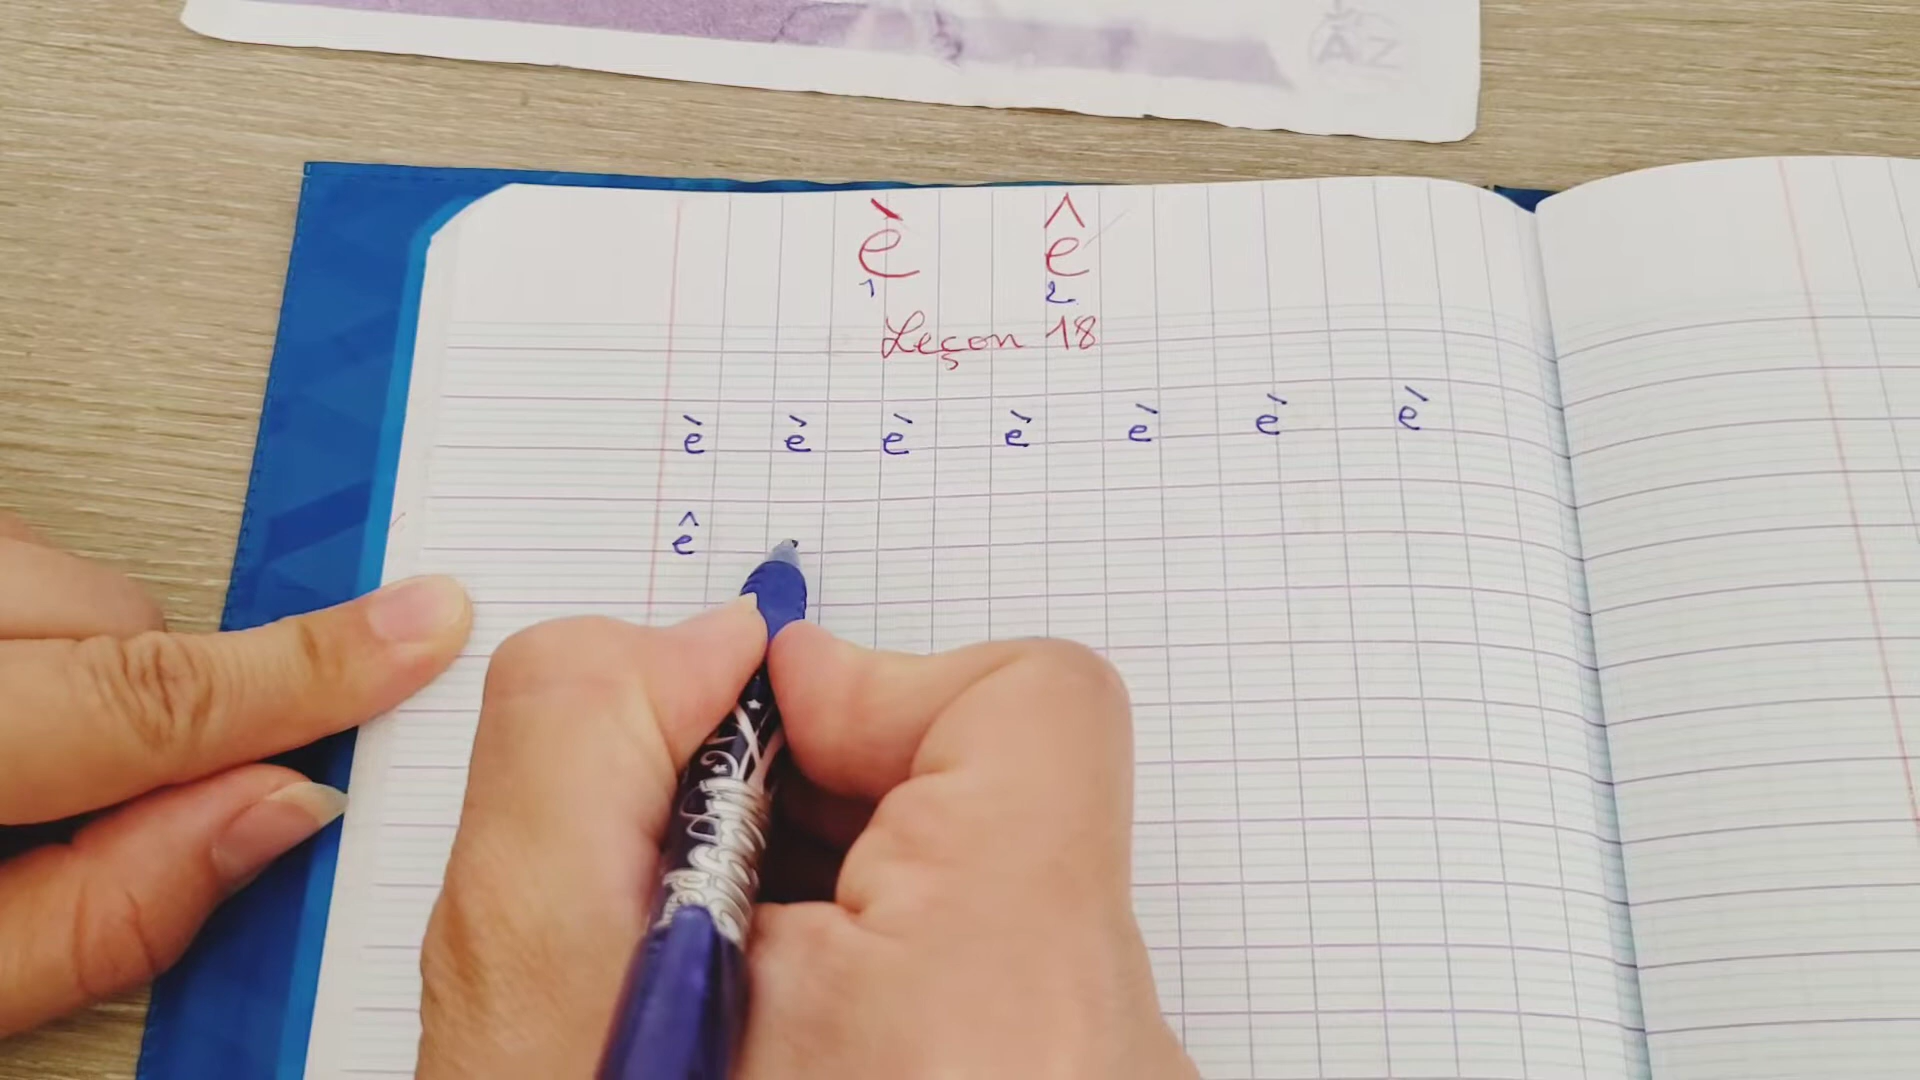 è ê
1 2
Leçon 18
è è è è è è è
ê